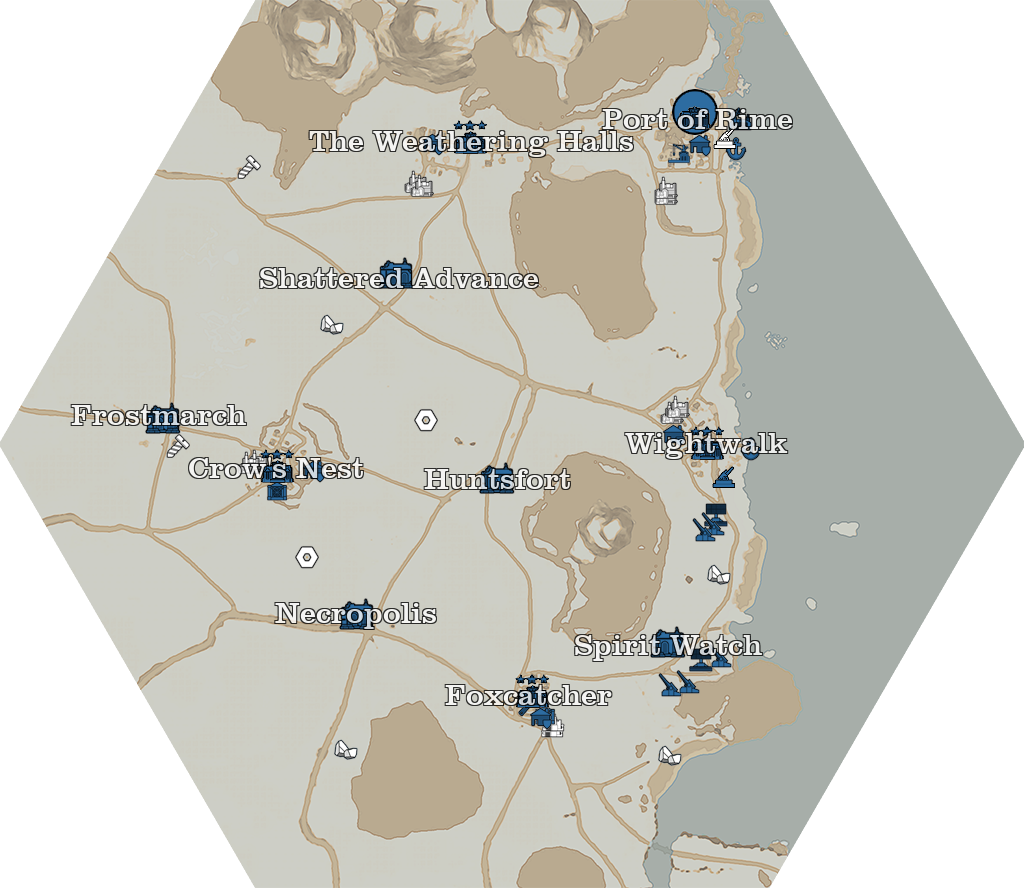 Port of Rime
The Weathering Halls
Shattered Advance
Frostmarch
Wightwalk
Crow's Nest
Huntsfort
Necropolis
Spirit Watch
Foxcatcher